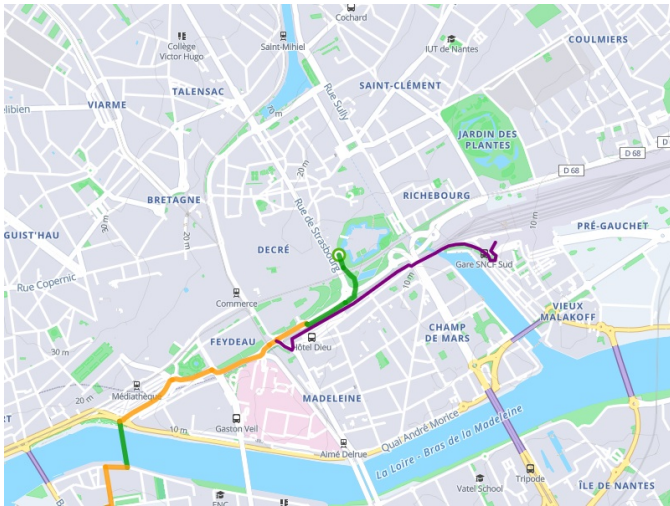 Cochard
Collège
Victor Hugo
Saint-Mihiel
IUT de Nantes
COULMIERS
TALENSAC
SAINT-CLÉMENT
VIARME
Rue Sully
70 m
JARDIN DES
PLANTES
D 68
D 68
20 m
RICHEBOURG
BRETAGNE
30 m
Rue de Strasbourg
10 m
PRÉ-GAUCHET
GUIST'HAU
20 m
DECRÉ
Gare SNCF Sud
Rue Copernic
10 m
Commerce
VIEUX
MALAKOFF
CHAMP
DE MARS
FEYDEAU
Hôtel Dieu
30 m
Médiathèque
MADELEINE
20 m
10 m
Gaston Veil
Quai André Morice
Aimé Delrue
La Loire - Bras de la Madeleine
Vatel School
Tripode
ÎLE DE NANTES